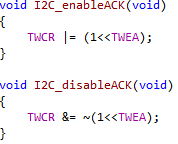 void I2C_enableACK(void)
{
TWCR |= (1<<TWEA);
}
void I2C_disableACK(void)
{
TWCR &= ~(1<<TWEA);
}